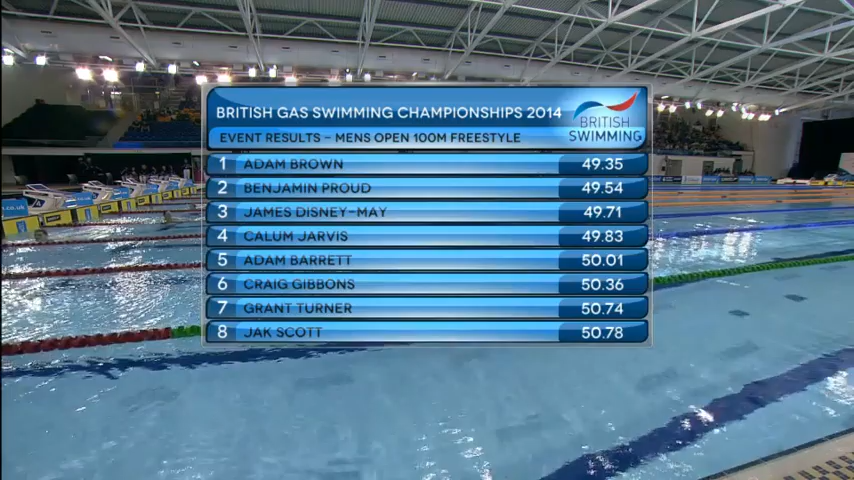 BRITISH GAS SWIMMING CHAMPIONSHIPS 2014
BRITISH
SWIMMING
EVENT RESULTS - MENS OPEN 100M FREESTYLE
1 ADAM BROWN 49.35
2 BENJAMIN PROUD 49.54
3 JAMES DISNEY-MAY 49.71
4 CALUM JARVIS 49.83
5 ADAM BARRETT 50.01
6 CRAIG GIBBONS 50.36
7 GRANT TURNER 50.74
8 JAK SCOTT 50.78